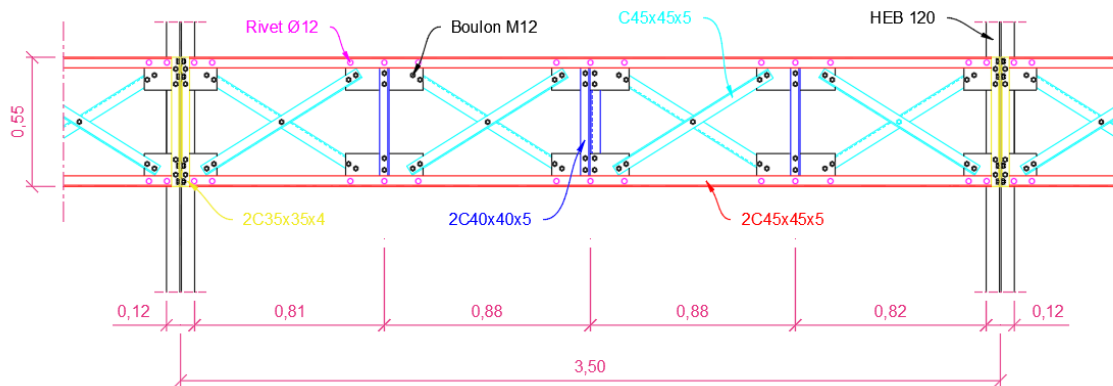 Rivet Ø12
Boulon M12
C45x45x5
HEB 120
0,55
2C35x35x4
2C40x40x5
2C45x45x5
0,12
0,81
0,88
0,88
0,82
0,12
3,50